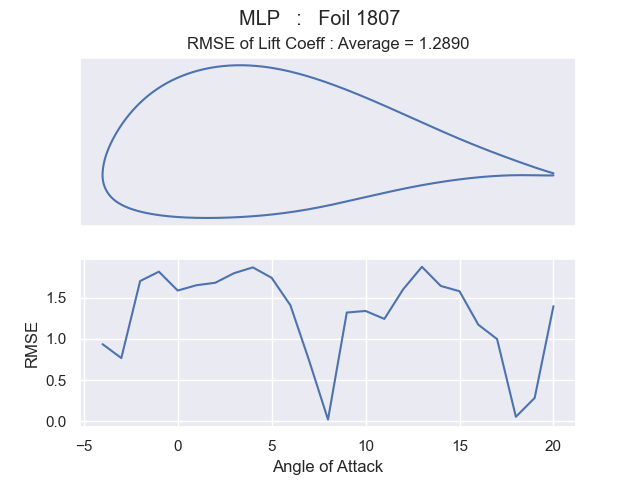 MLP   :   Foil 1807
RMSE of Lift Coeff : Average = 1.2890
1.5
1.0
0.5
0.0
RMSE
−5 0 5 10 15 20
Angle of Attack